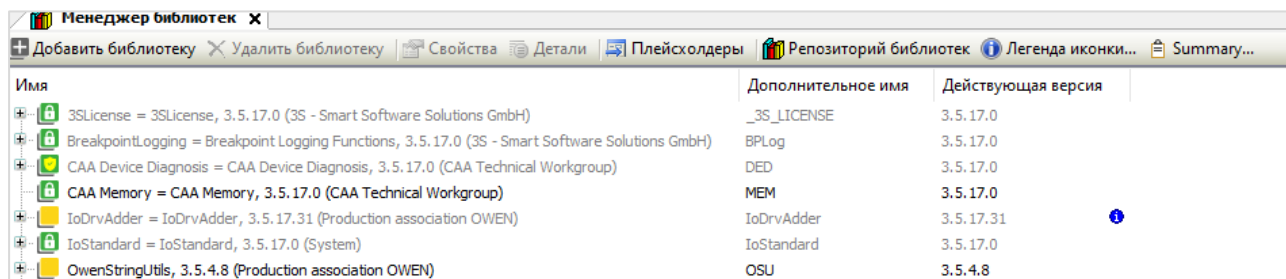 Менеджер библиотек X
Добавить библиотеку Удалить библиотеку Свойства Детали Плейсхолдеры Репозиторий библиотек Легенда иконки... Summary...
Имя Дополнительное имя Действующая версия
3SLicense = 3SLicense, 3.5.17.0 (3S - Smart Software Solutions GmbH) _3S_LICENSE 3.5.17.0
BreakpointLogging = Breakpoint Logging Functions, 3.5.17.0 (3S - Smart Software Solutions GmbH) BPLog 3.5.17.0
CAA Device Diagnosis = CAA Device Diagnosis, 3.5.17.0 (CAA Technical Workgroup) DED 3.5.17.0
CAA Memory = CAA Memory, 3.5.17.0 (CAA Technical Workgroup) MEM 3.5.17.0
IoDrvAdder = IoDrvAdder, 3.5.17.31 (Production association OWEN) IoDrvAdder 3.5.17.31
IoStandard = IoStandard, 3.5.17.0 (System) IoStandard 3.5.17.0
OwenStringUtils, 3.5.4.8 (Production association OWEN) OSU 3.5.4.8